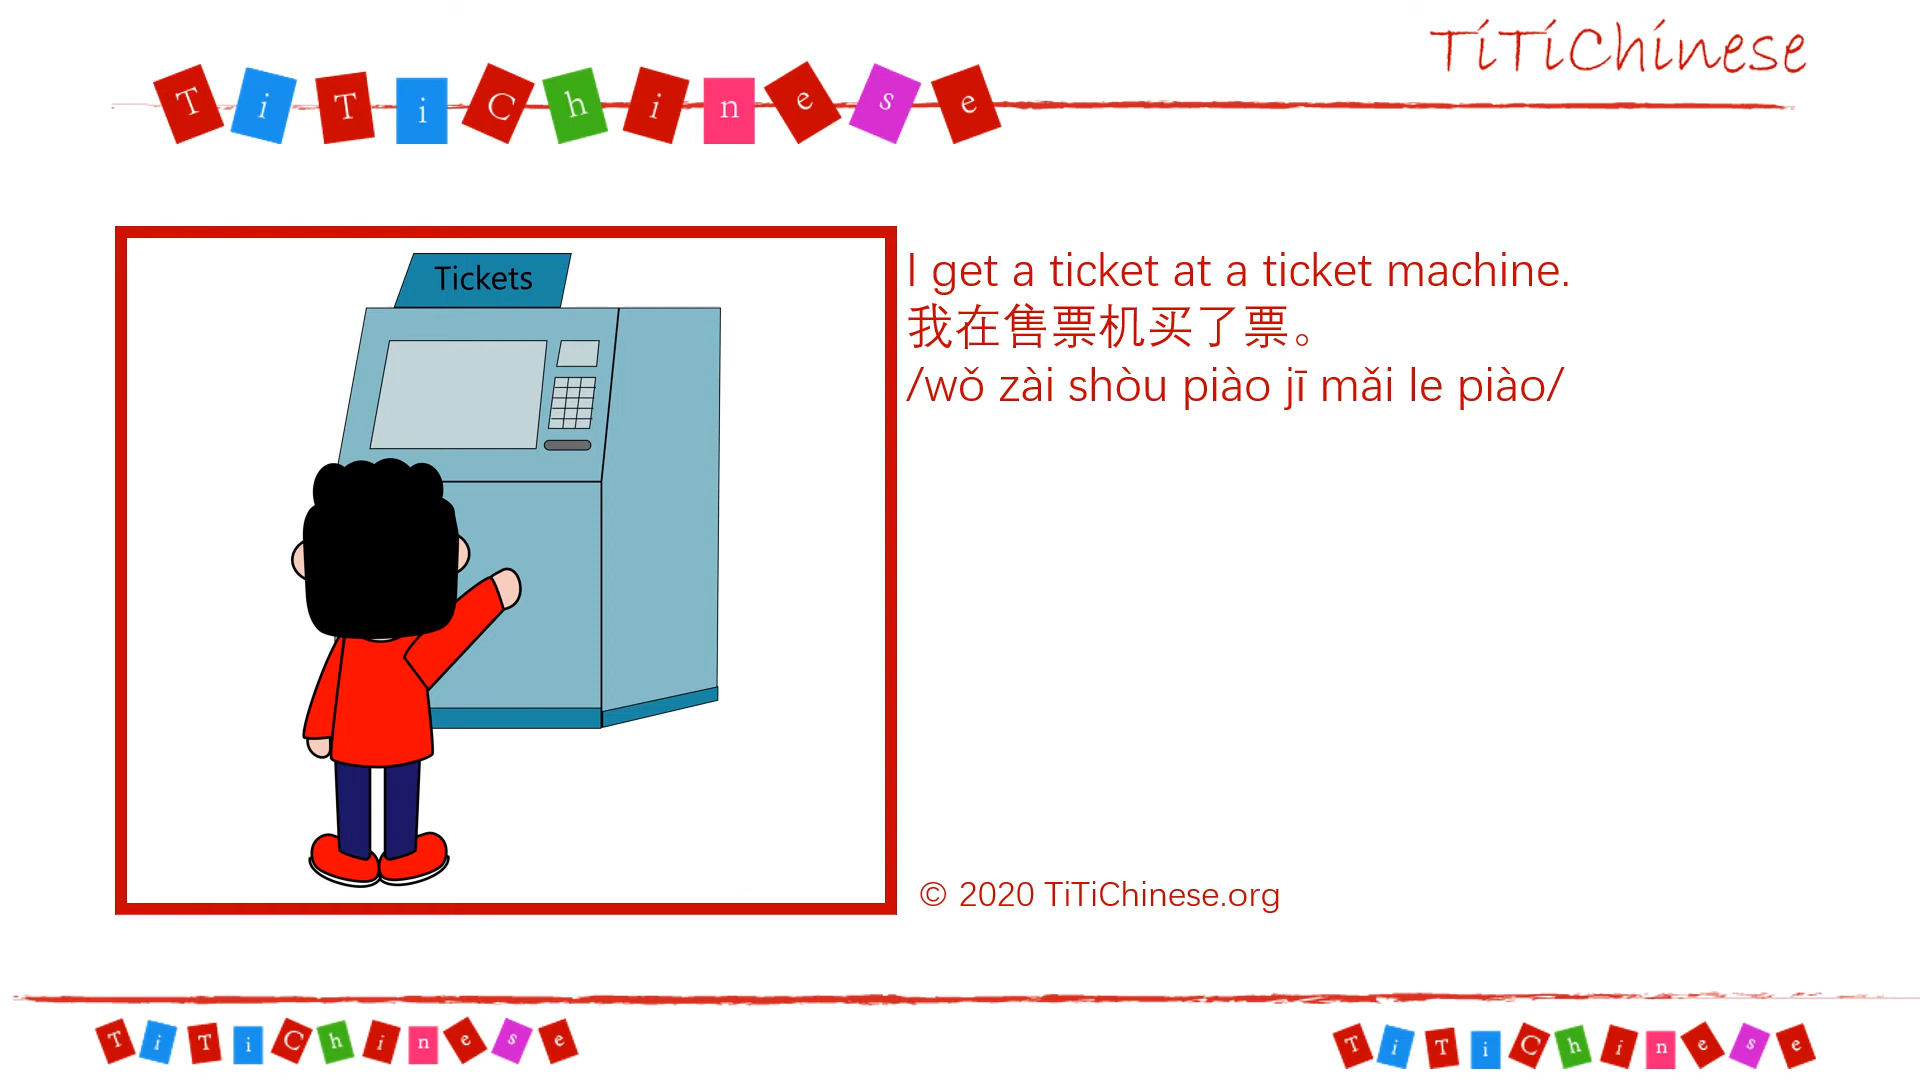 TiTiChinese
TiTiChinese
Tickets
I get a ticket at a ticket machine.
我在售票机买了票。
/wǒ zài shòu piào jī mǎi le piào/
© 2020 TiTiChinese.org
TiTiChinese
TiTiChinese